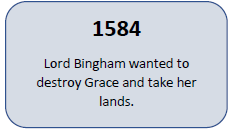 1584
Lord Bingham wanted to
destroy Grace and take her
lands.